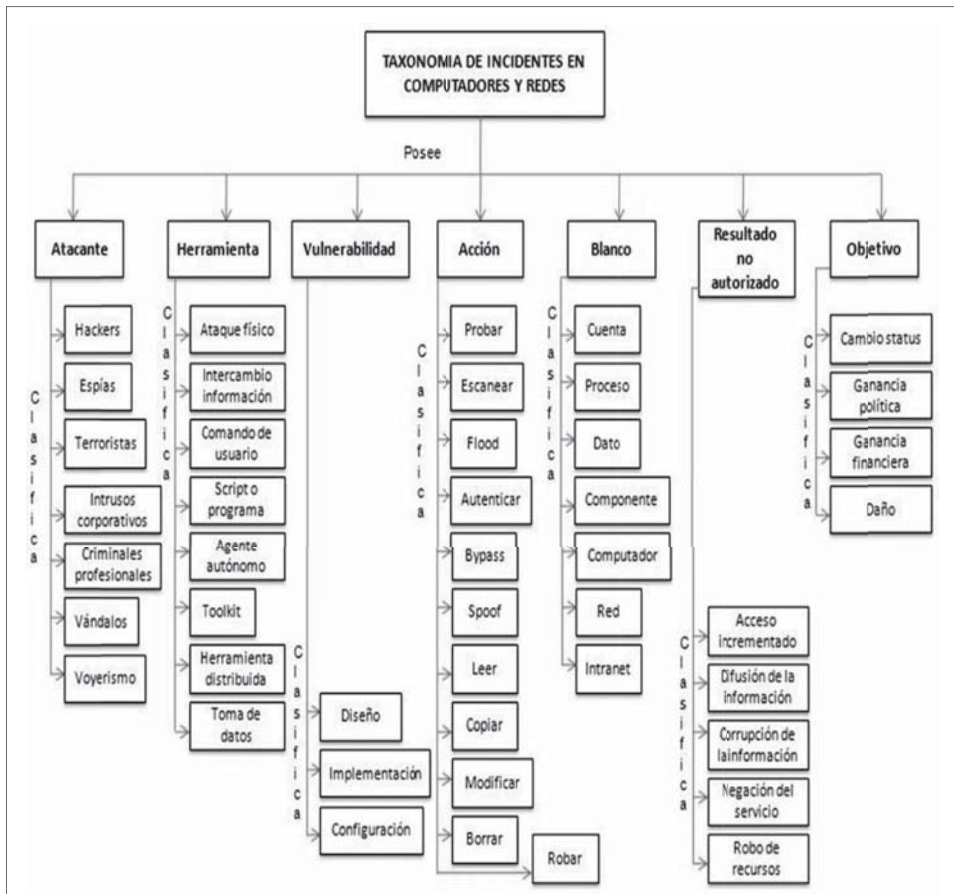 TAXONOMIA DE INCIDENTES EN
COMPUTADORES Y REDES
Posee
Atacante
Clasifica
Hackers
Espías
Terroristas
Intrusos
corporativos
Criminales
profesionales
Vándalos
Voyerismo
Herramienta
Clasifica
Ataque físico
Intercambio
información
Comando de
usuario
Script o
programa
Agente
autónomo
Toolkit
Herramienta
distribuida
Toma de
datos
Vulnerabilidad
Clasifica
Diseño
Implementación
Configuración
Acción
Clasifica
Probar
Escanear
Flood
Autenticar
Bypass
Spoof
Leer
Copiar
Modificar
Borrar
Robar
Blanco
Clasifica
Cuenta
Proceso
Dato
Componente
Computador
Red
Intranet
Resultado
no
autorizado
Clasifica
Acceso
incrementado
Difusión de la
información
Corrupción de
lainformación
Negación del
servicio
Robo de
recursos
Objetivo
Clasifica
Cambio status
Ganancia
política
Ganancia
financiera
Daño